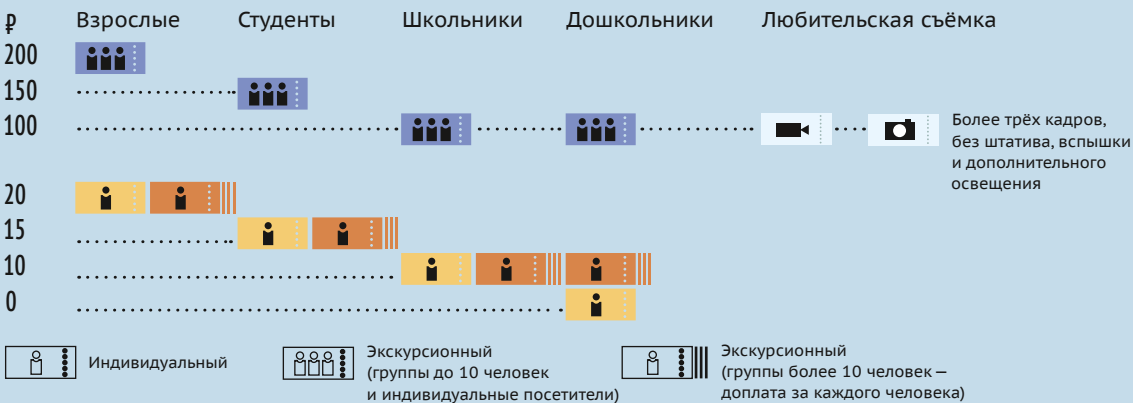 ₽ Взрослые Студенты Школьники Дошкольники Любительская съёмка
200
150
100
Более трёх кадров,
без штатива, вспышки
и дополнительного
освещения
20
15
10
0
Индивидуальный
Экскурсионный
(группы до 10 человек
и индивидуальные посетители)
Экскурсионный
(группы более 10 человек —
доплата за каждого человека)